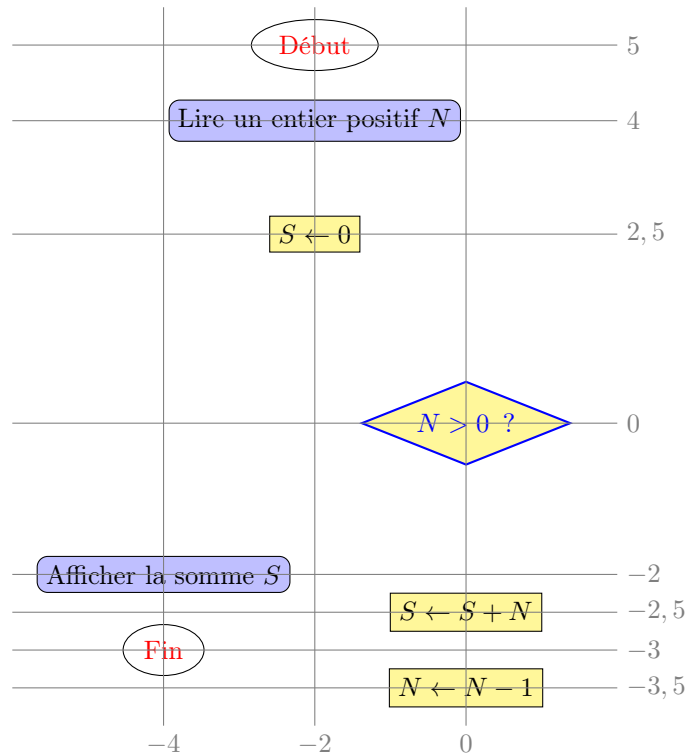 Début
5
Lire un entier positif N
4
S ← 0
2,5
N > 0 ?
0
Afficher la somme S
−2
S ← S + N
−2,5
Fin
−3
N ← N − 1
−3,5
−4
−2
0